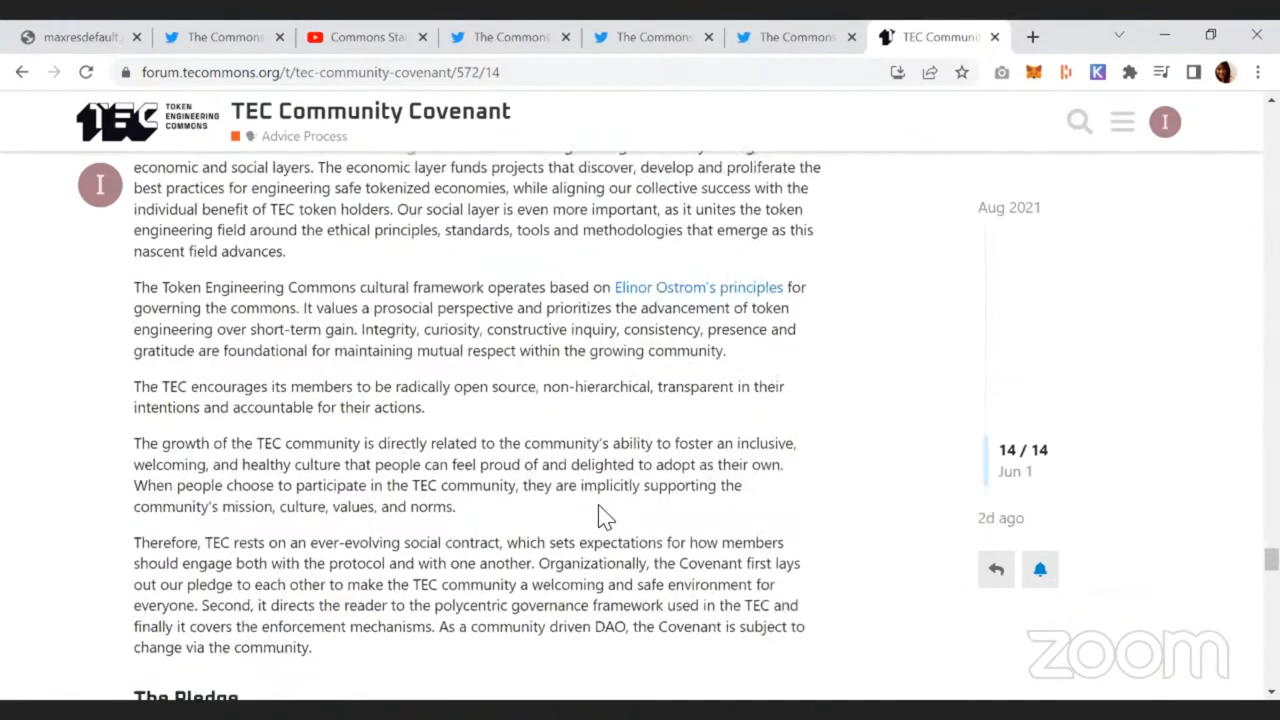 maxresdefault
The Commons
Commons Sta
The Commons
The Commons
The Commons
TEC Communi
forum.tecommons.org/t/tec-community-covenant/572/14
TEC
TOKEN
ENGINEERING
COMMONS
TEC Community Covenant
Advice Process
I
I
economic and social layers. The economic layer funds projects that discover, develop and proliferate the
best practices for engineering safe tokenized economies, while aligning our collective success with the
individual benefit of TEC token holders. Our social layer is even more important, as it unites the token
engineering field around the ethical principles, standards, tools and methodologies that emerge as this
nascent field advances.
The Token Engineering Commons cultural framework operates based on Elinor Ostrom's principles for
governing the commons. It values a prosocial perspective and prioritizes the advancement of token
engineering over short-term gain. Integrity, curiosity, constructive inquiry, consistency, presence and
gratitude are foundational for maintaining mutual respect within the growing community.
The TEC encourages its members to be radically open source, non-hierarchical, transparent in their
intentions and accountable for their actions.
The growth of the TEC community is directly related to the community's ability to foster an inclusive,
welcoming, and healthy culture that people can feel proud of and delighted to adopt as their own.
When people choose to participate in the TEC community, they are implicitly supporting the
community's mission, culture, values, and norms.
Therefore, TEC rests on an ever-evolving social contract, which sets expectations for how members
should engage both with the protocol and with one another. Organizationally, the Covenant first lays
out our pledge to each other to make the TEC community a welcoming and safe environment for
everyone. Second, it directs the reader to the polycentric governance framework used in the TEC and
finally it covers the enforcement mechanisms. As a community driven DAO, the Covenant is subject to
change via the community.
The Pledge
Aug 2021
14 / 14
Jun 1
2d ago
zoom